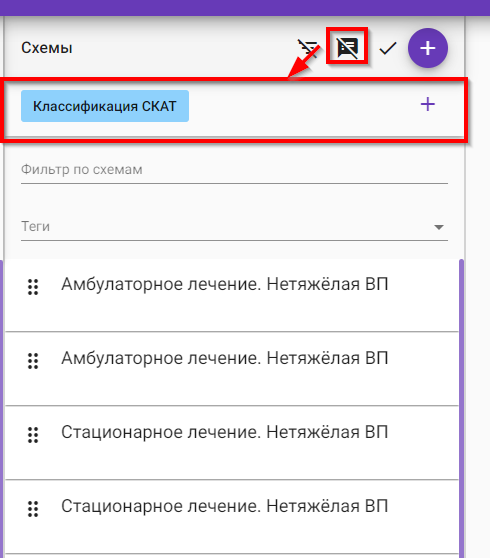 Схемы
Классификация СКАТ
Фильтр по схемам
Теги
Амбулаторное лечение. Нетяжёлая ВП
Амбулаторное лечение. Нетяжёлая ВП
Стационарное лечение. Нетяжёлая ВП
Стационарное лечение. Нетяжёлая ВП